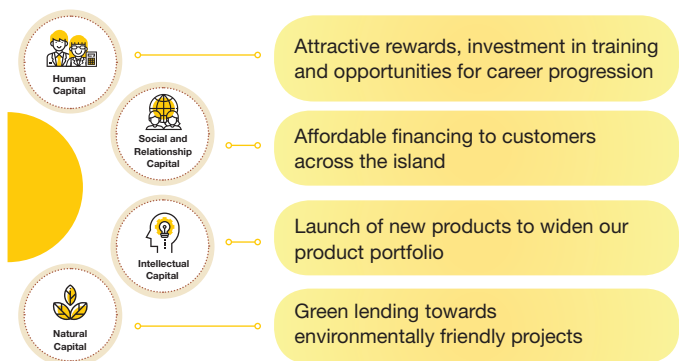 Human
Capital
Attractive rewards, investment in training
and opportunities for career progression
Social and
Relationship
Capital
Affordable financing to customers
across the island
Intellectual
Capital
Launch of new products to widen our
product portfolio
Natural
Capital
Green lending towards
environmentally friendly projects